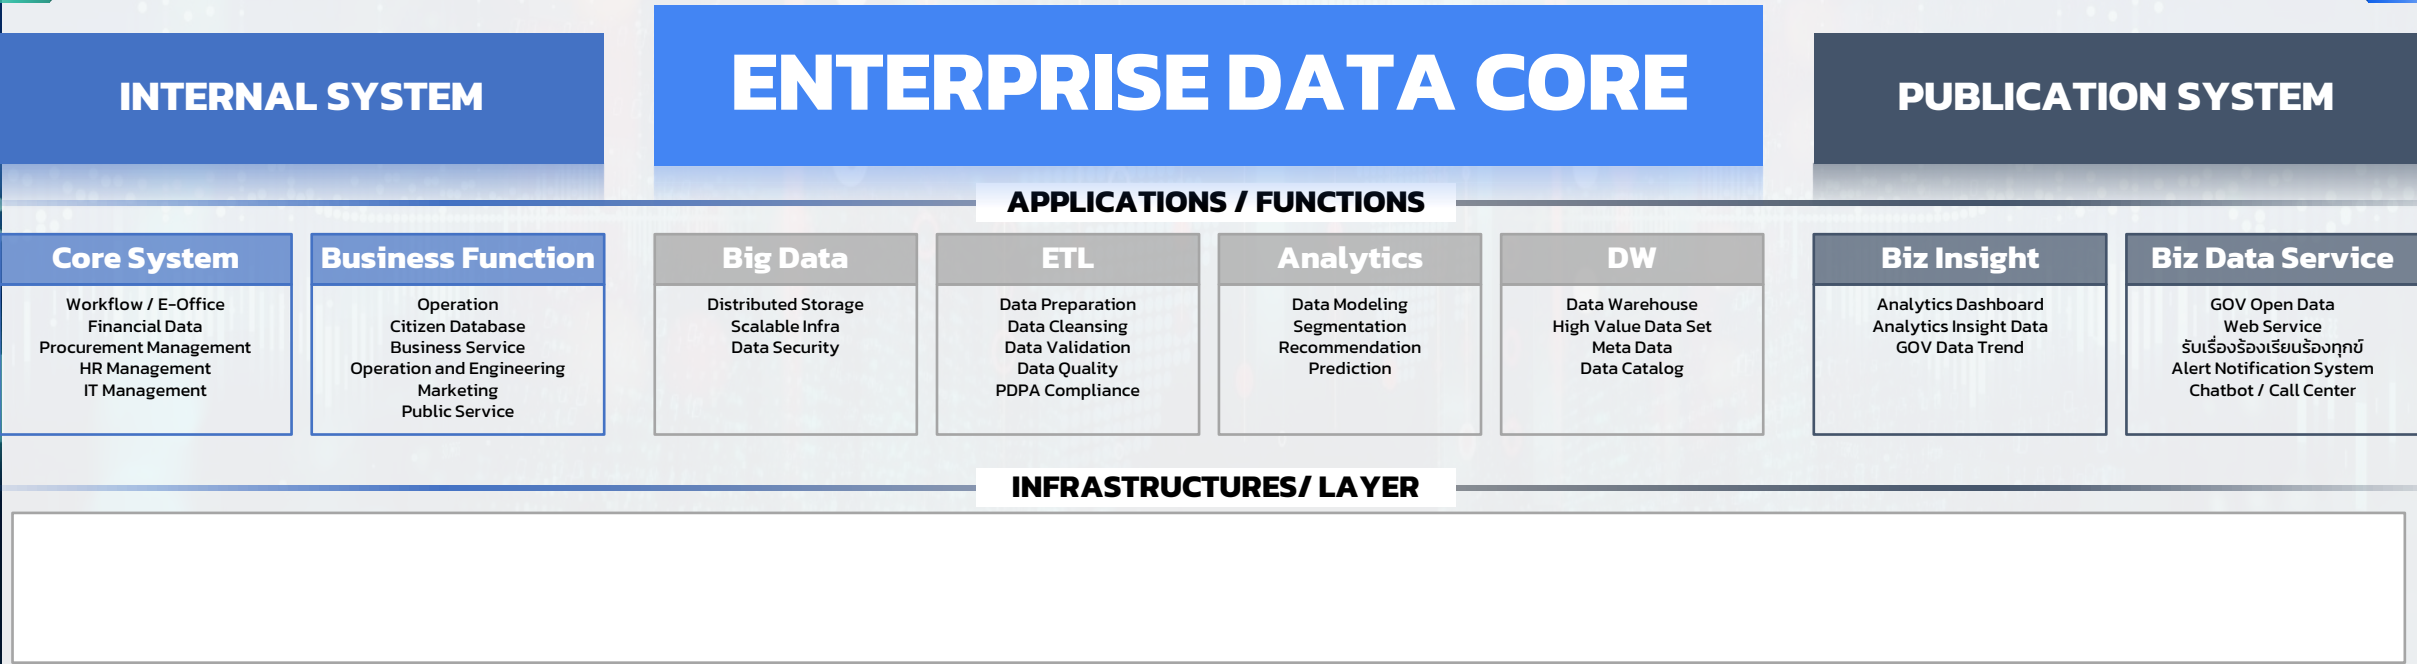 INTERNAL SYSTEM
ENTERPRISE DATA CORE
PUBLICATION SYSTEM
APPLICATIONS / FUNCTIONS
Core System
Workflow / E-Office
Financial Data
Procurement Management
HR Management
IT Management
Business Function
Operation
Citizen Database
Business Service
Operation and Engineering
Marketing
Public Service
Big Data
Distributed Storage
Scalable Infra
Data Security
ETL
Data Preparation
Data Cleansing
Data Validation
Data Quality
PDPA Compliance
Analytics
Data Modeling
Segmentation
Recommendation
Prediction
DW
Data Warehouse
High Value Data Set
Meta Data
Data Catalog
Biz Insight
Analytics Dashboard
Analytics Insight Data
GOV Data Trend
Biz Data Service
GOV Open Data
Web Service
รับเรื่องร้องเรียนร้องทุกข์
Alert Notification System
Chatbot / Call Center
INFRASTRUCTURES/ LAYER